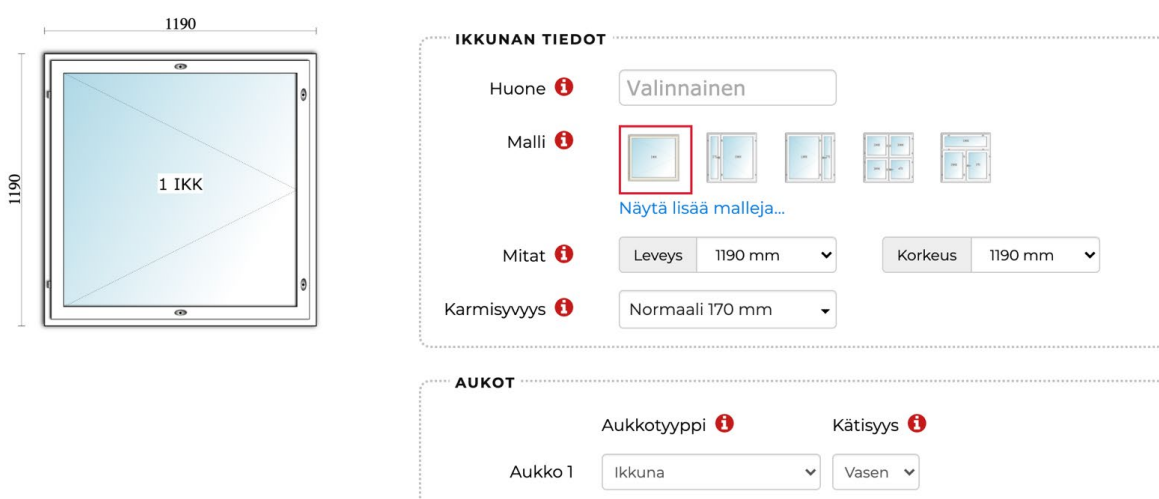 1190
1190
1 IKK
IKKUNAN TIEDOT
Huone
Valinnainen
Malli
Näytä lisää malleja...
Mitat
Leveys 1190 mm
Korkeus 1190 mm
Karmisyvyys
Normaali 170 mm
AUKOT
Aukkotyyppi Kätisyys
Aukko 1 Ikkuna Vasen